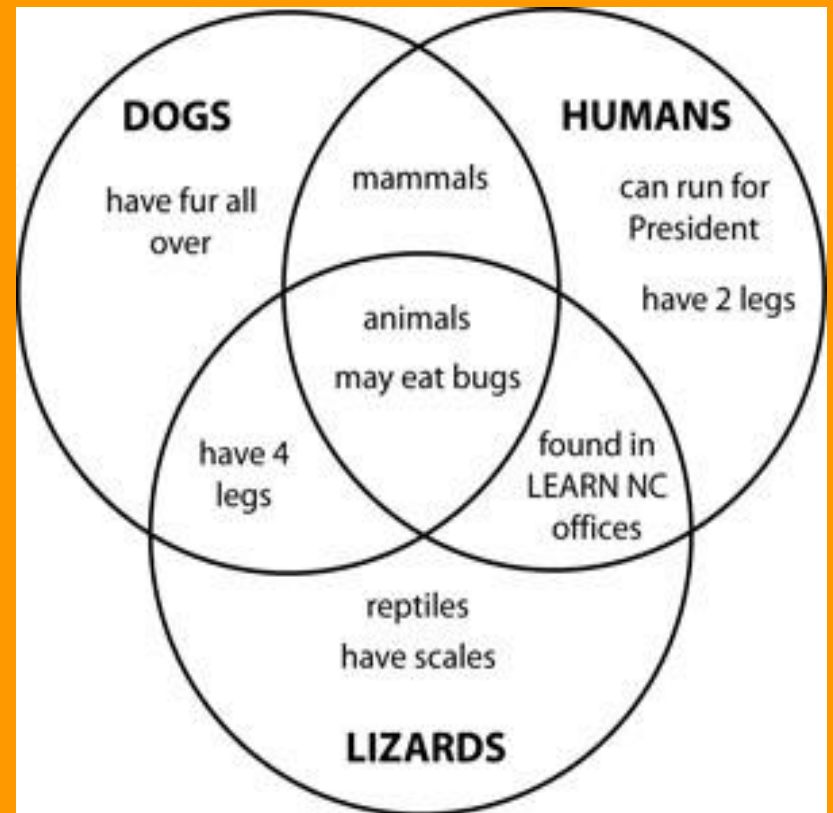 DOGS
HUMANS
have fur all
over
mammals
can run for
President
have 2 legs
animals
may eat bugs
have 4
legs
found in
LEARN NC
offices
reptiles
have scales
LIZARDS